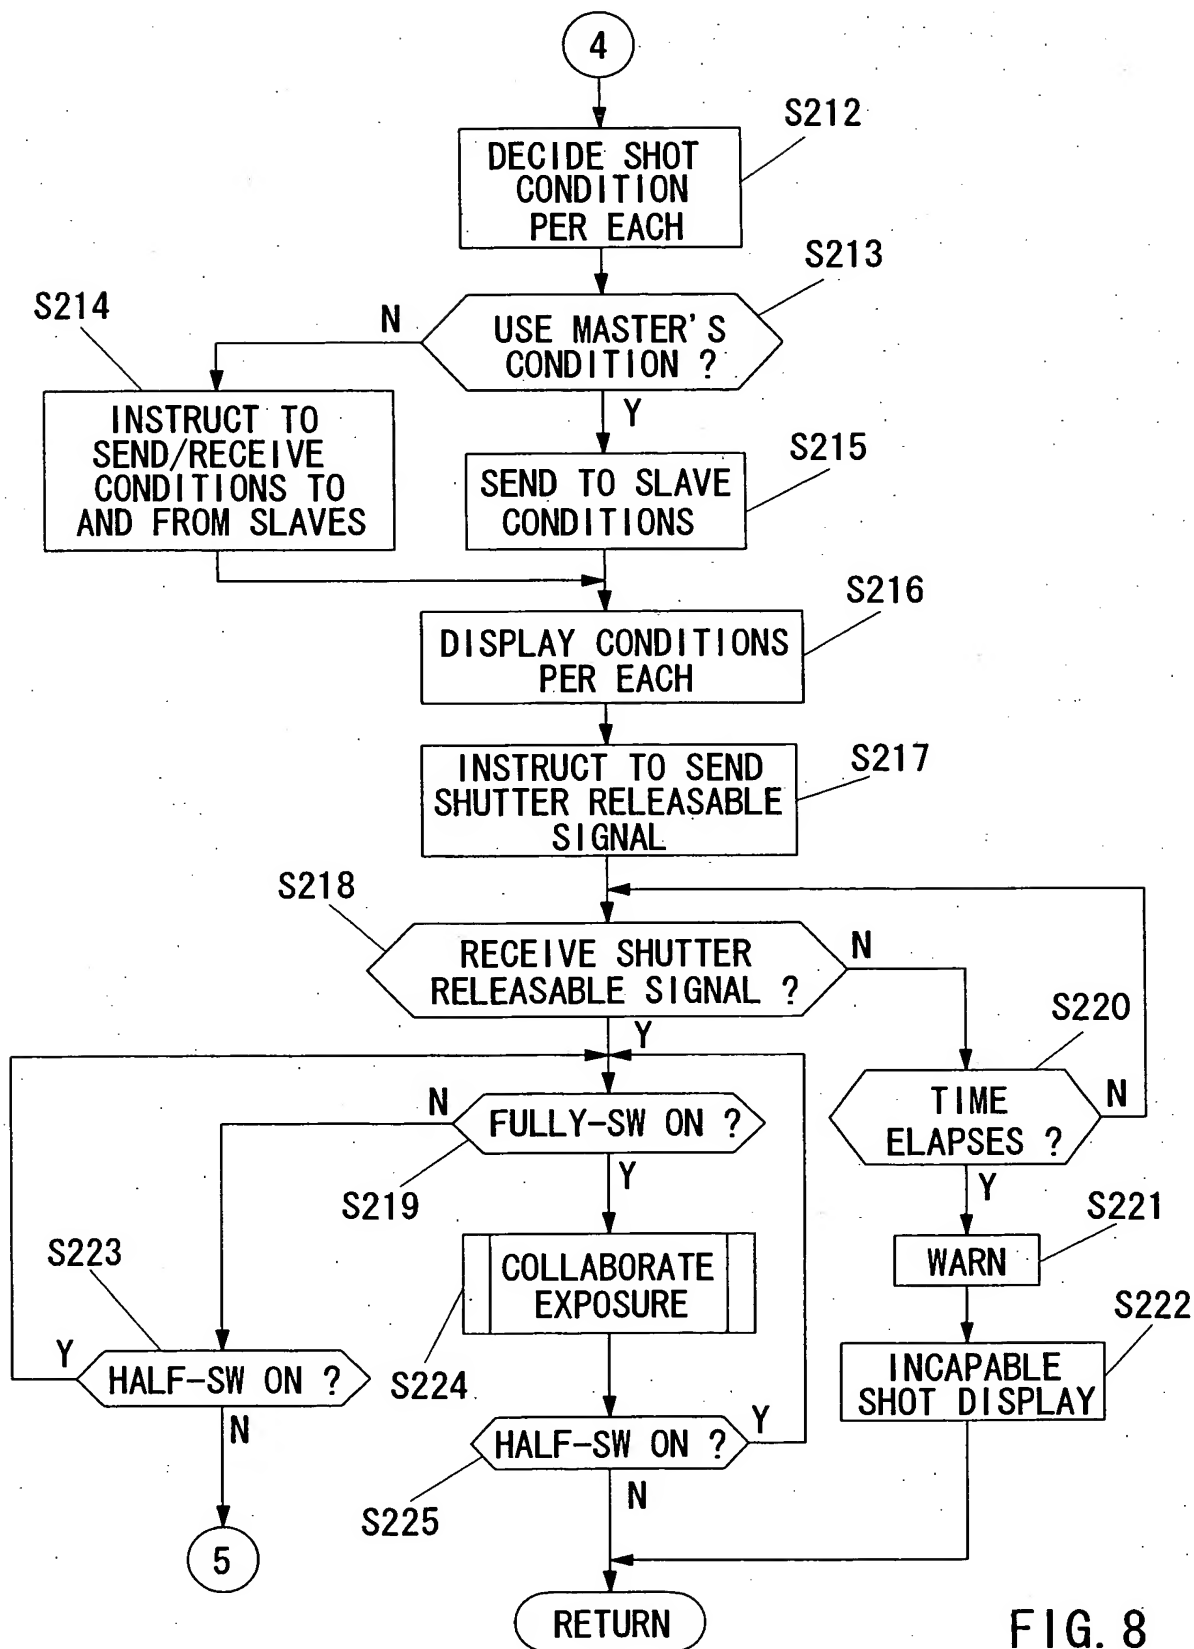 4
S212
DECIDE SHOT
CONDITION
PER EACH
S213
S214
N
USE MASTER'S
CONDITION ?
Y
INSTRUCT TO
SEND/RECEIVE
CONDITIONS TO
AND FROM SLAVES
S215
SEND TO SLAVE
CONDITIONS
S216
DISPLAY CONDITIONS
PER EACH
S217
INSTRUCT TO SEND
SHUTTER RELEASABLE
SIGNAL
S218
RECEIVE SHUTTER
RELEASABLE SIGNAL ?
N
Y
S220
TIME
ELAPSES ?
N
Y
N
FULLY-SW ON ?
S219
Y
S221
WARN
S223
COLLABORATE
EXPOSURE
S222
Y
HALF-SW ON ?
N
S224
INCAPABLE
SHOT DISPLAY
HALF-SW ON ?
Y
S225
N
5
RETURN
FIG. 8